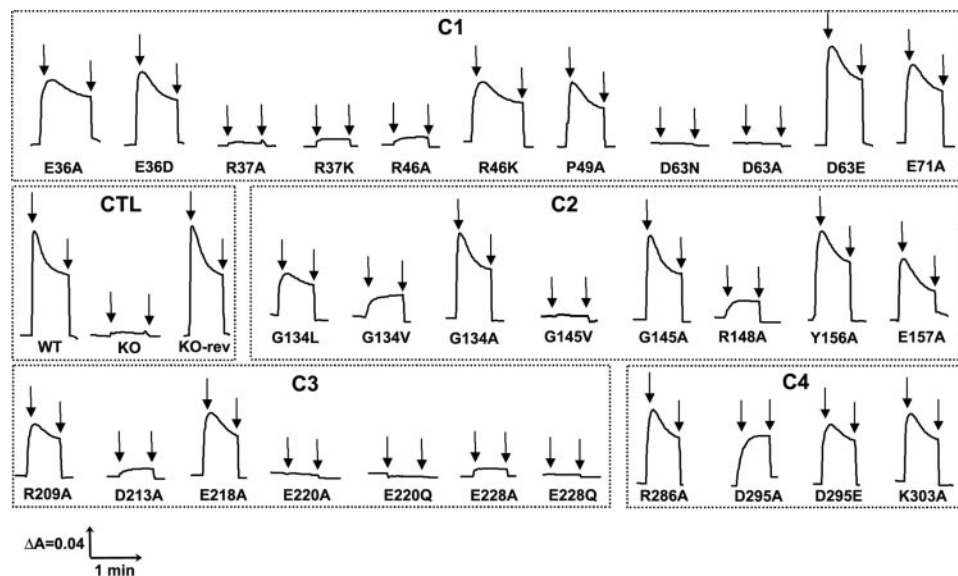 C1
E36A E36D R37A R37K R46A R46K P49A D63N D63A D63E E71A
CTL
WT KO KO-rev
C2
G134L G134V G134A G145V G145A R148A Y156A E157A
C3
R209A D213A E218A E220A E220Q E228A E228Q
C4
R286A D295A D295E K303A
ΔA=0.04
1 min